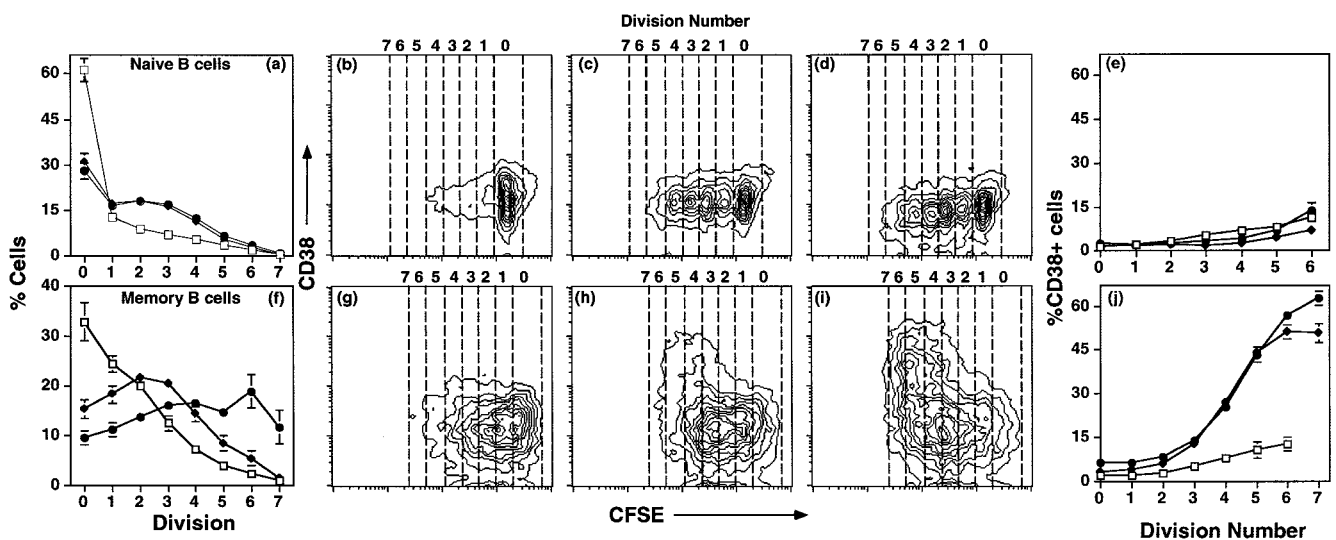 Division Number
7 6 5 4 3 2 1 0
7 6 5 4 3 2 1 0
7 6 5 4 3 2 1 0
60
45
30
15
0
Naive B cells (a)
0 1 2 3 4 5 6 7
(b)
(c)
(d)
60
45
30
15
0
(e)
0 1 2 3 4 5 6
% Cells
CD38
%CD38+ cells
7 6 5 4 3 2 1 0
7 6 5 4 3 2 1 0
7 6 5 4 3 2 1 0
40
30
20
10
0
Memory B cells (f)
0 1 2 3 4 5 6 7
Division
(g)
(h)
(i)
CFSE
60
45
30
15
0
(j)
0 1 2 3 4 5 6 7
Division Number